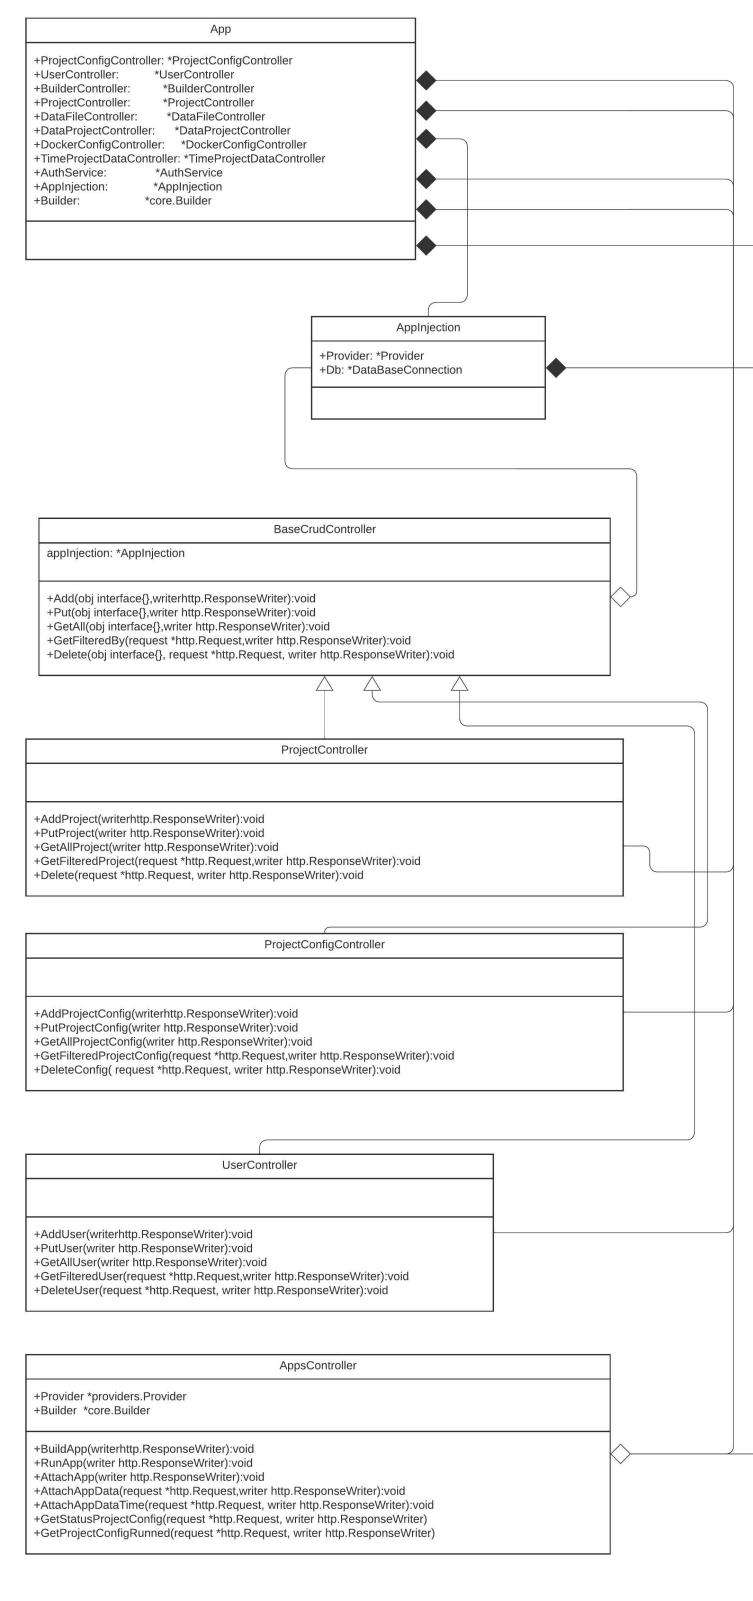 App
+ProjectConfigController: *ProjectConfigController
+UserController: *UserController
+BuilderController: *BuilderController
+ProjectController: *ProjectController
+DataFileController: *DataFileController
+DataProjectController: *DataProjectController
+DockerConfigController: *DockerConfigController
+TimeProjectDataController: *TimeProjectDataController
+AuthService: *AuthService
+AppInjection: *AppInjection
+Builder: *core.Builder
AppInjection
+Provider: *Provider
+Db: *DataBaseConnection
BaseCrudController
appInjection: *AppInjection
+Add(obj interface{},writerhttp.ResponseWriter):void
+Put(obj interface{},writer http.ResponseWriter):void
+GetAll(obj interface{},writer http.ResponseWriter):void
+GetFilteredBy(request *http.Request,writer http.ResponseWriter):void
+Delete(obj interface{}, request *http.Request, writer http.ResponseWriter):void
ProjectController
+AddProject(writerhttp.ResponseWriter):void
+PutProject(writer http.ResponseWriter):void
+GetAllProject(writer http.ResponseWriter):void
+GetFilteredProject(request *http.Request,writer http.ResponseWriter):void
+Delete(request *http.Request, writer http.ResponseWriter):void
ProjectConfigController
+AddProjectConfig(writerhttp.ResponseWriter):void
+PutProjectConfig(writer http.ResponseWriter):void
+GetAllProjectConfig(writer http.ResponseWriter):void
+GetFilteredProjectConfig(request *http.Request,writer http.ResponseWriter):void
+DeleteConfig( request *http.Request, writer http.ResponseWriter):void
UserController
+AddUser(writerhttp.ResponseWriter):void
+PutUser(writer http.ResponseWriter):void
+GetAllUser(writer http.ResponseWriter):void
+GetFilteredUser(request *http.Request,writer http.ResponseWriter):void
+DeleteUser(request *http.Request, writer http.ResponseWriter):void
AppsController
+Provider *providers.Provider
+Builder *core.Builder
+BuildApp(writerhttp.ResponseWriter):void
+RunApp(writer http.ResponseWriter):void
+AttachApp(writer http.ResponseWriter):void
+AttachAppData(request *http.Request,writer http.ResponseWriter):void
+AttachAppDataTime(request *http.Request, writer http.ResponseWriter):void
+GetStatusProjectConfig(request *http.Request, writer http.ResponseWriter)
+GetProjectConfigRunned(request *http.Request, writer http.ResponseWriter)